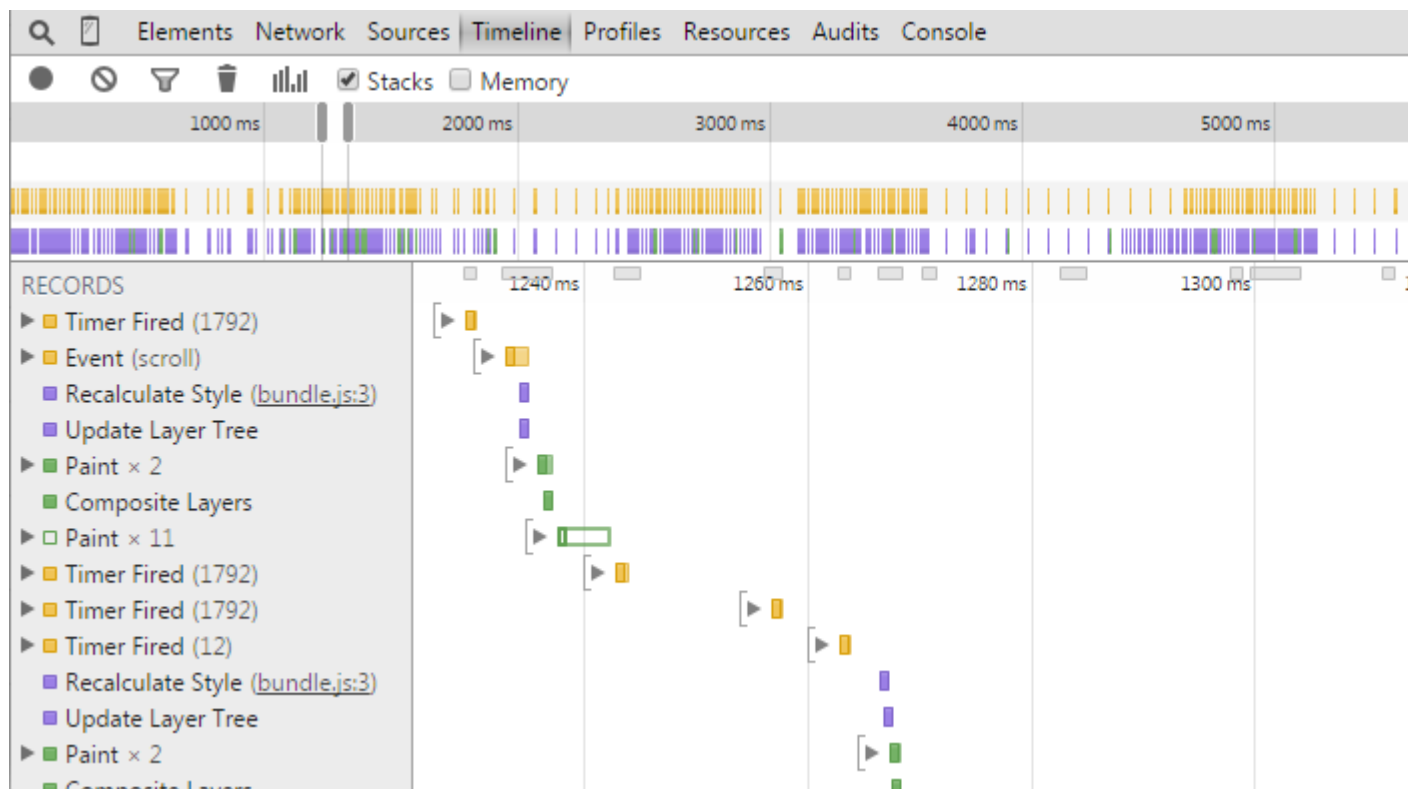 Elements Network Sources Timeline Profiles Resources Audits Console
Stacks Memory
1000 ms 2000 ms 3000 ms 4000 ms 5000 ms
RECORDS 1240 ms 1260 ms 1280 ms 1300 ms
Timer Fired (1792)
Event (scroll)
Recalculate Style (bundle.js:3)
Update Layer Tree
Paint × 2
Composite Layers
Paint × 11
Timer Fired (1792)
Timer Fired (1792)
Timer Fired (12)
Recalculate Style (bundle.js:3)
Update Layer Tree
Paint × 2
Composite Layers